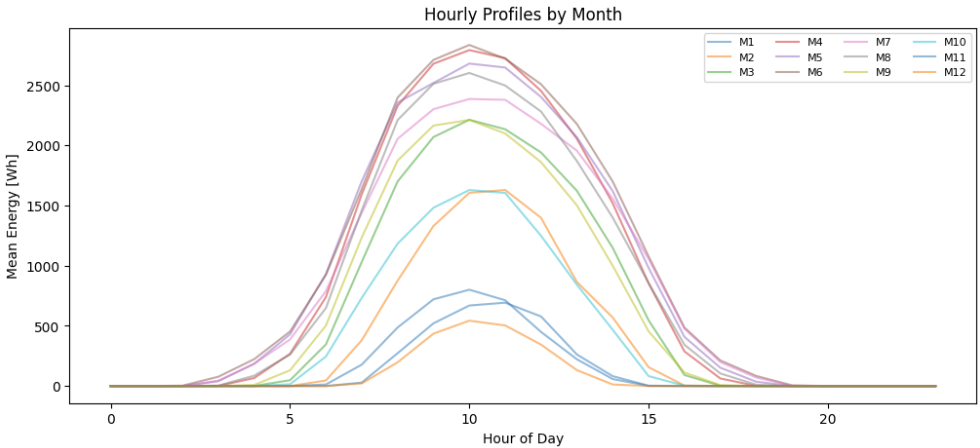 Hourly Profiles by Month
M1 M4 M7 M10
M2 M5 M8 M11
M3 M6 M9 M12
Mean Energy [Wh]
2500
2000
1500
1000
500
0
0 5 10 15 20
Hour of Day